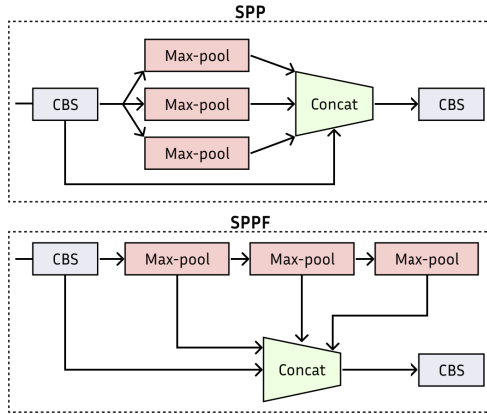 SPP
Max-pool
CBS Max-pool Concat CBS
Max-pool
SPPF
CBS Max-pool Max-pool Max-pool
Concat CBS